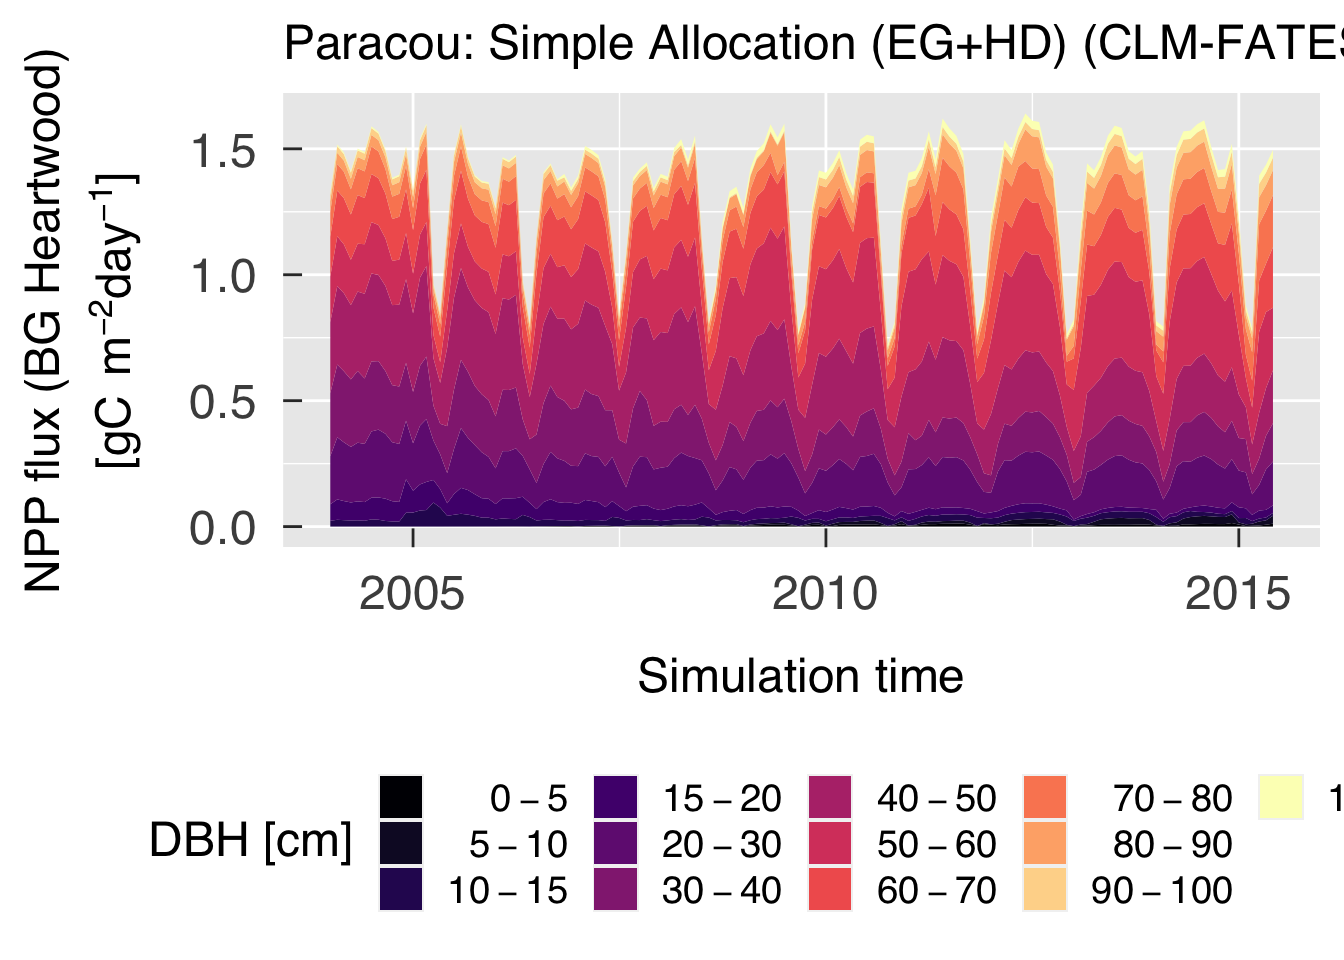 Paracou: Simple Allocation (EG+HD) (CLM-FATES
NPP flux (BG Heartwood)
[gC m⁻²day⁻¹]
1.5
1.0
0.5
0.0
2005 2010 2015
Simulation time
DBH [cm]
0 – 5 15 – 20 40 – 50 70 – 80 1
5 – 10 20 – 30 50 – 60 80 – 90
10 – 15 30 – 40 60 – 70 90 – 100